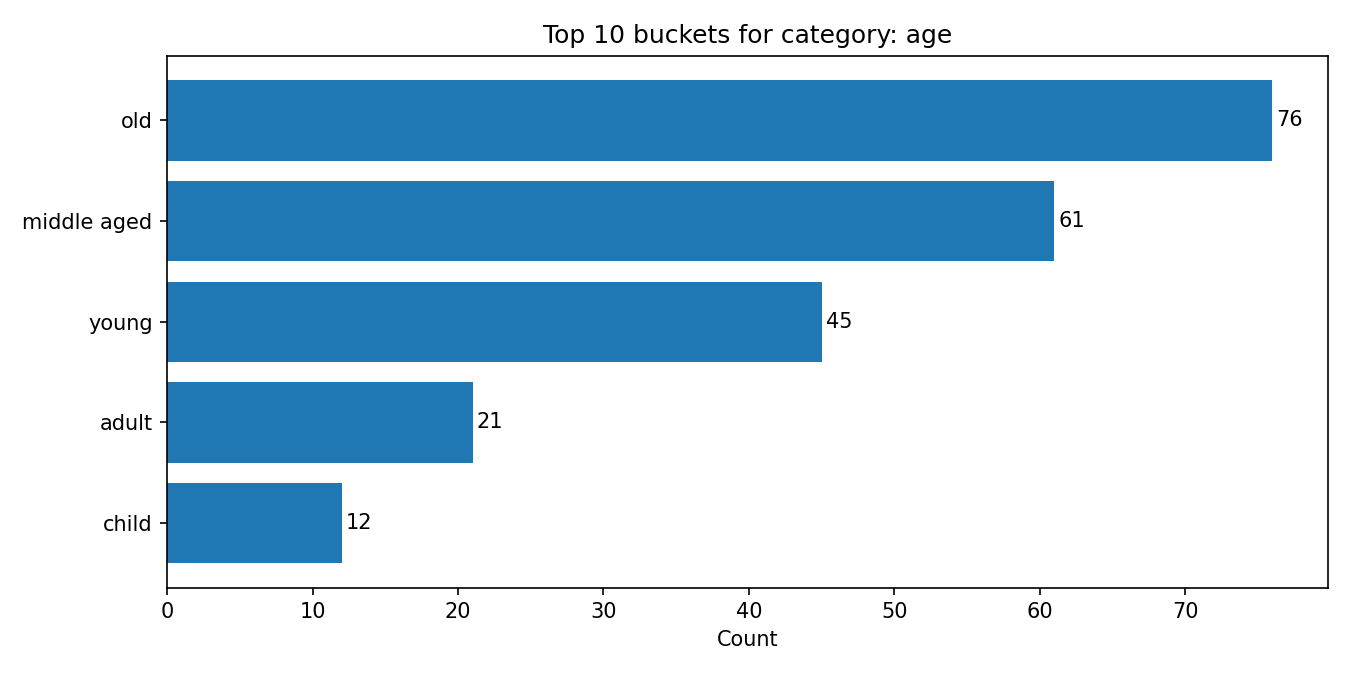 Top 10 buckets for category: age
old
76
middle aged
61
young
45
adult
21
child
12
0 10 20 30 40 50 60 70
Count